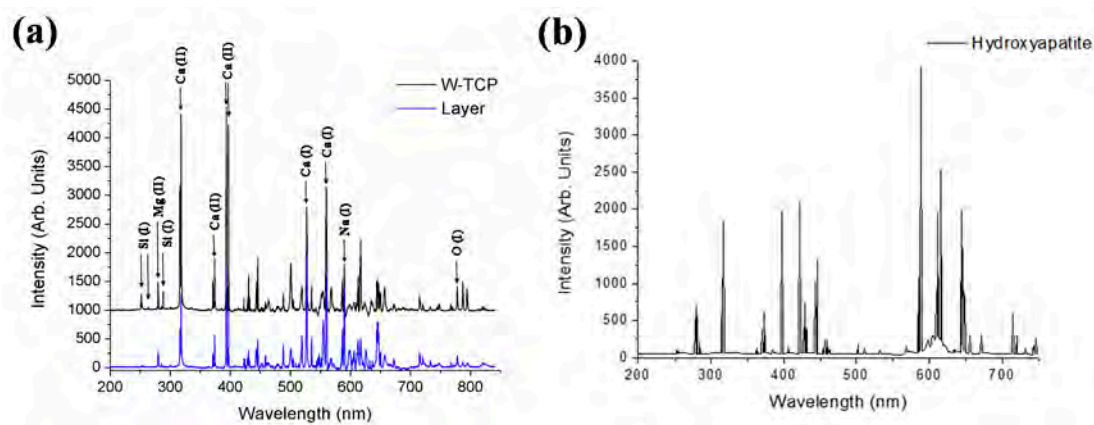 (a)
Ca (II)
Ca (II)
W-TCP
Layer
Si (I)
Mg (II)
Si (I)
Ca (II)
Ca (I)
Ca (I)
Na (I)
O (I)
5000
4500
4000
3500
3000
2500
2000
1500
1000
500
0
Intensity (Arb. Units)
200 300 400 500 600 700 800
Wavelength (nm)
(b)
Hydroxyapatite
4000
3500
3000
2500
2000
1500
1000
500
0
Intensity (Arb. Units)
200 300 400 500 600 700
Wavelength (nm)